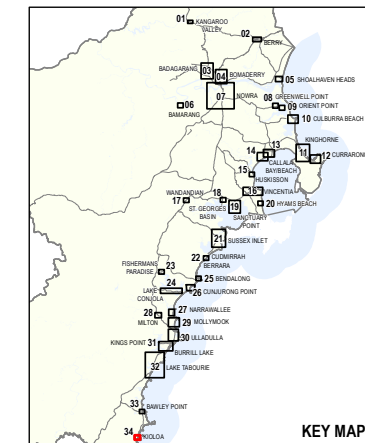 01
KANGAROO
VALLEY
02
BERRY
BADAGARANG
03
04
BOMADERRY
05
SHOALHAVEN HEADS
07
NOWRA
06
BAMARANG
08
GREENWELL POINT
09
ORIENT POINT
10
CULBURRA BEACH
KINGHORNE
11
12
CURRARONG
13
14
CALLALA
BAY/BEACH
15
HUSKISSON
6
VINCENTIA
WANDANDIAN
17
18
ST. GEORGES
BASIN
19
20
HYAMS BEACH
SANCTUARY
POINT
21
SUSSEX INLET
22
CUDMIRRAH
BERRARA
FISHERMANS
PARADISE
23
24
LAKE
CONJOLA
25
BENDALONG
26
CUNJURONG POINT
27
NARRAWALLEE
28
MILTON
29
MOLLYMOOK
30
ULLADULLA
KINGS POINT
31
BURRILL LAKE
32
LAKE TABOURIE
33
BAWLEY POINT
34
KIOLOA
KEY MAP